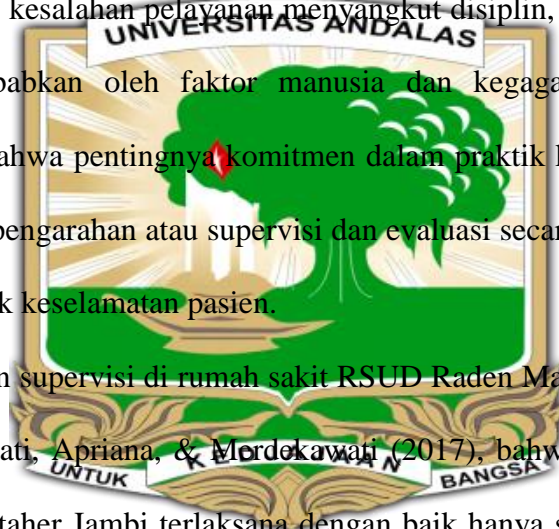 kesalahan pelayanan menyangkut disiplin,
UNIVERSITAS ANDALAS
babkan oleh faktor manusia dan kegaga
ahwa pentingnya komitmen dalam praktik
pengarahan atau supervisi dan evaluasi secar
k keselamatan pasien.
n supervisi di rumah sakit RSUD Raden Ma
ati, Apriana, & Merdekawati (2017), bahw
UNTUK KEDJAJAAN BANGSA
taher Jambi terlaksana dengan baik hanya s